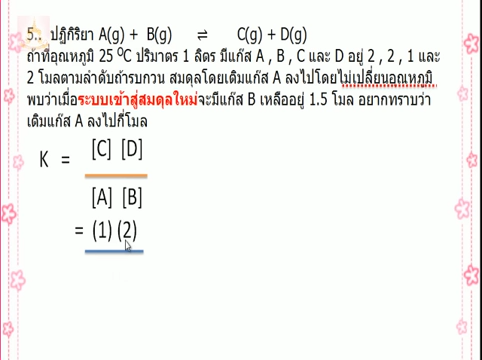 5.. ปฏิกิริยา A(g) + B(g) ⇌ C(g) + D(g)
ถ้าที่อุณหภูมิ 25 ⁰C ปริมาตร 1 ลิตร มีแก๊ส A , B , C และ D อยู่ 2 , 2 , 1 และ
2 โมลตามลำดับถ้ารบกวน สมดุลโดยเติมแก๊ส A ลงไปโดยไม่เปลี่ยนอุณหภูมิ
พบว่าเมื่อระบบเข้าสู่สมดุลใหม่จะมีแก๊ส B เหลืออยู่ 1.5 โมล อยากทราบว่า
เติมแก๊ส A ลงไปกี่โมล
K = [C] [D]
[A] [B]
= (1) (2)